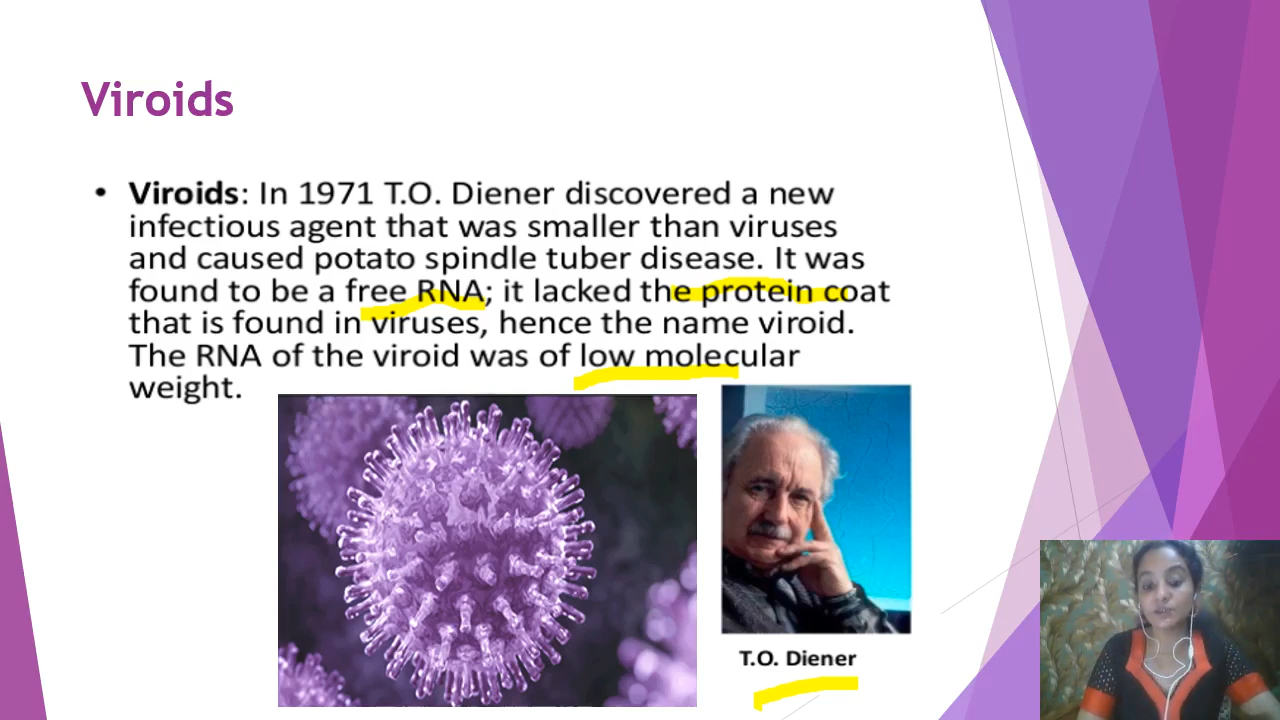 Viroids
• Viroids: In 1971 T.O. Diener discovered a new
infectious agent that was smaller than viruses
and caused potato spindle tuber disease. It was
found to be a free RNA; it lacked the protein coat
that is found in viruses, hence the name viroid.
The RNA of the viroid was of low molecular
weight.
T.O. Diener